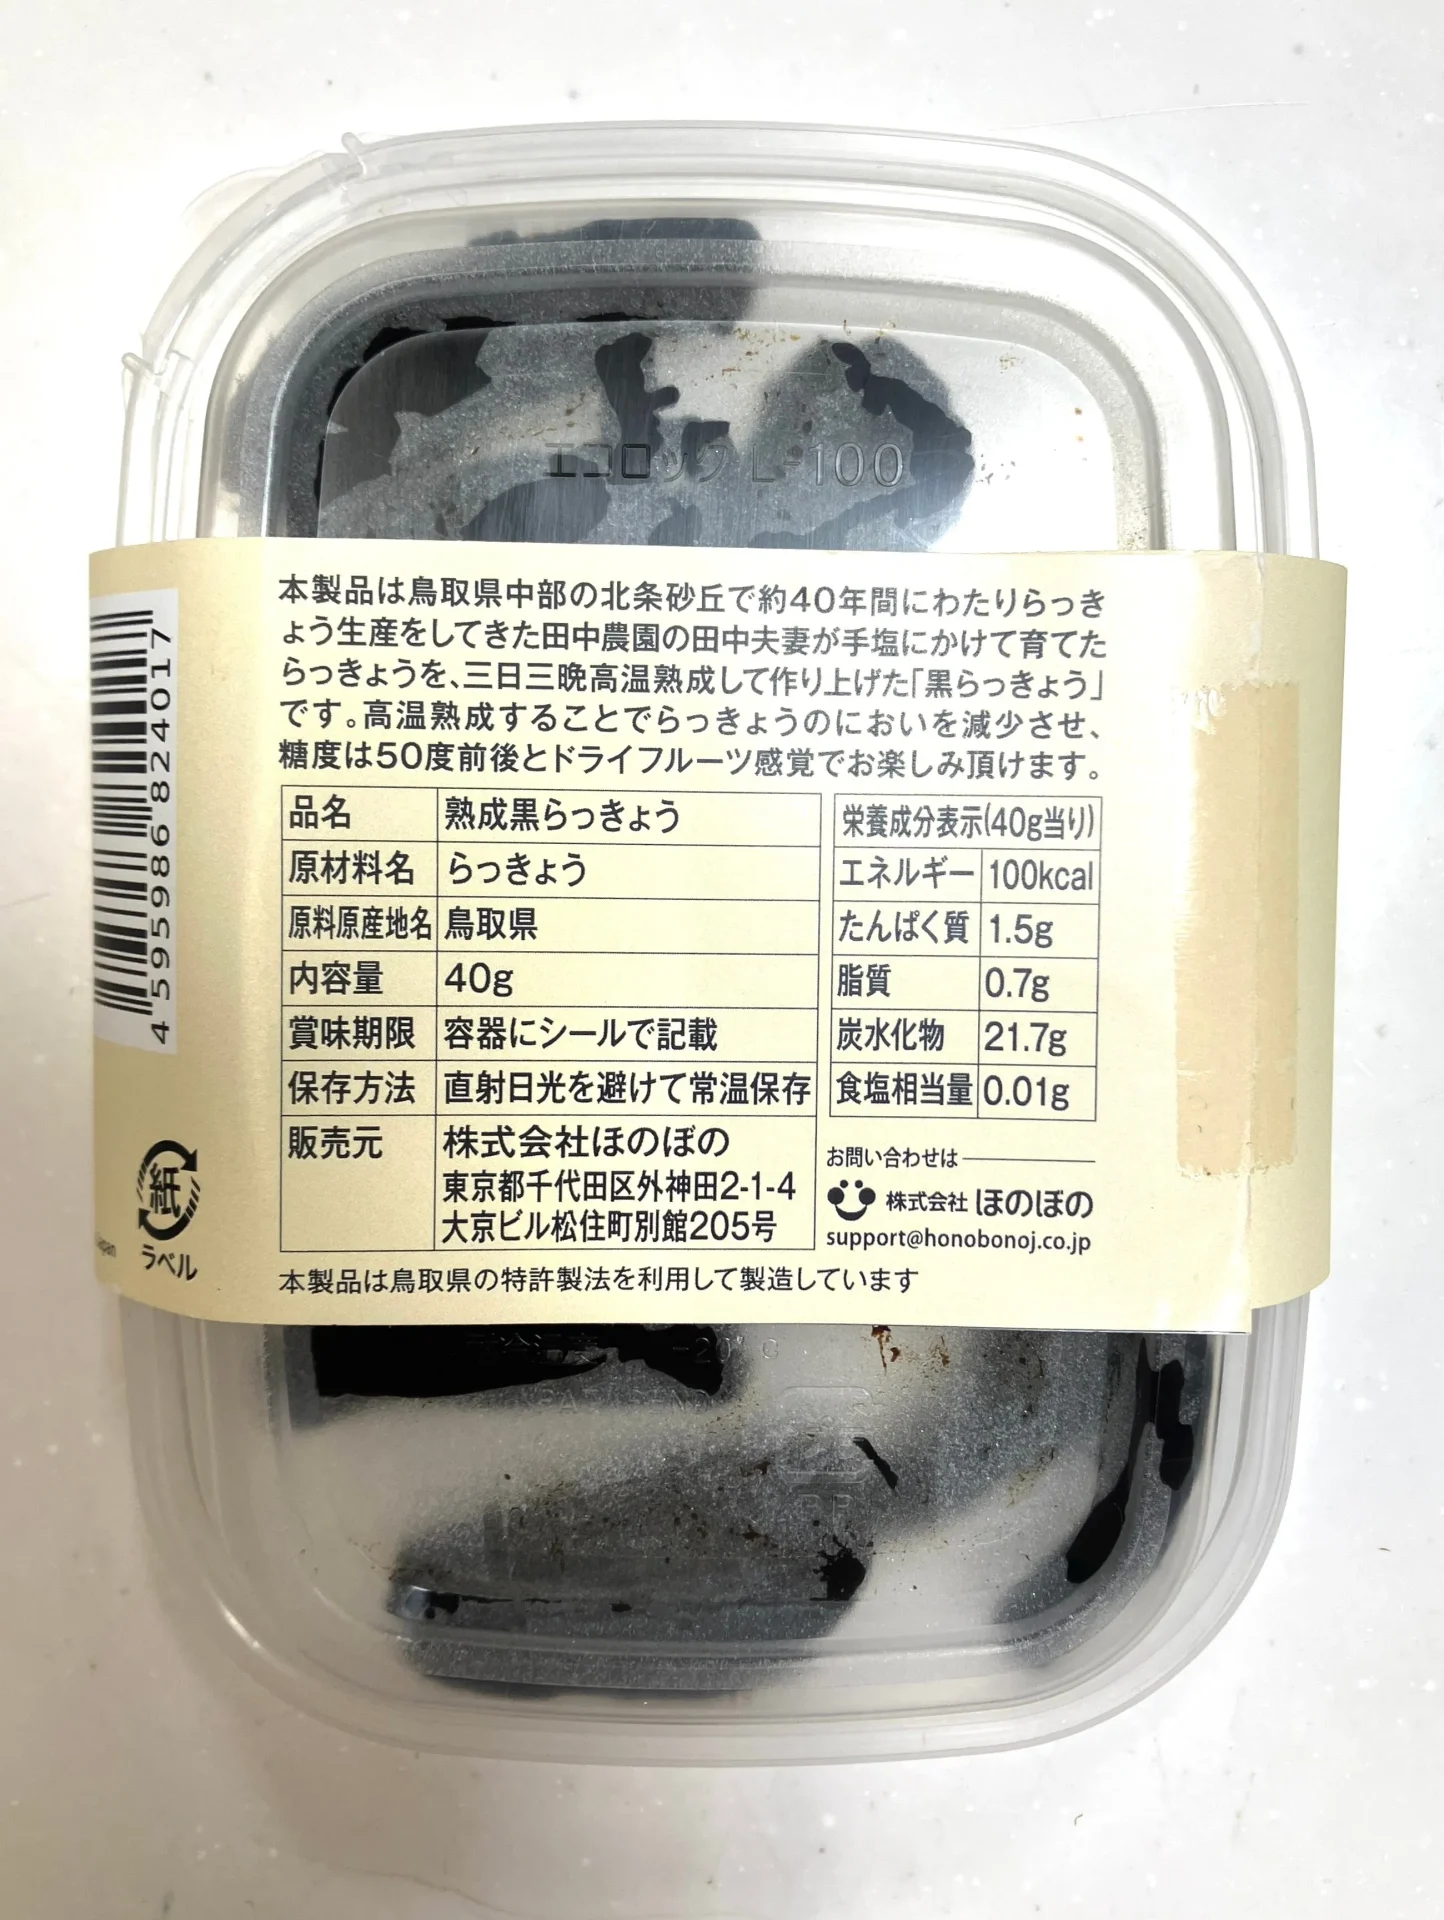 エコロック L-100
本製品は鳥取県中部の北条砂丘で約40年間にわたりらっき
ょう生産をしてきた田中農園の田中夫妻が手塩にかけて育てた
らっきょうを、三日三晩高温熟成して作り上げた「黒らっきょう」
です。高温熟成することでらっきょうのにおいを減少させ、
糖度は50度前後とドライフルーツ感覚でお楽しみ頂けます。
品名 熟成黒らっきょう
原材料名 らっきょう
原料原産地名 鳥取県
内容量 40g
賞味期限 容器にシールで記載
保存方法 直射日光を避けて常温保存
販売元 株式会社ほのぼの
東京都千代田区外神田2-1-4
大京ビル松住町別館205号
栄養成分表示(40g当り)
エネルギー 100kcal
たんぱく質 1.5g
脂質 0.7g
炭水化物 21.7g
食塩相当量 0.01g
お問い合わせは
株式会社 ほのぼの
support@honobonoj.co.jp
本製品は鳥取県の特許製法を利用して製造しています
4595986824017
紙
ラベル